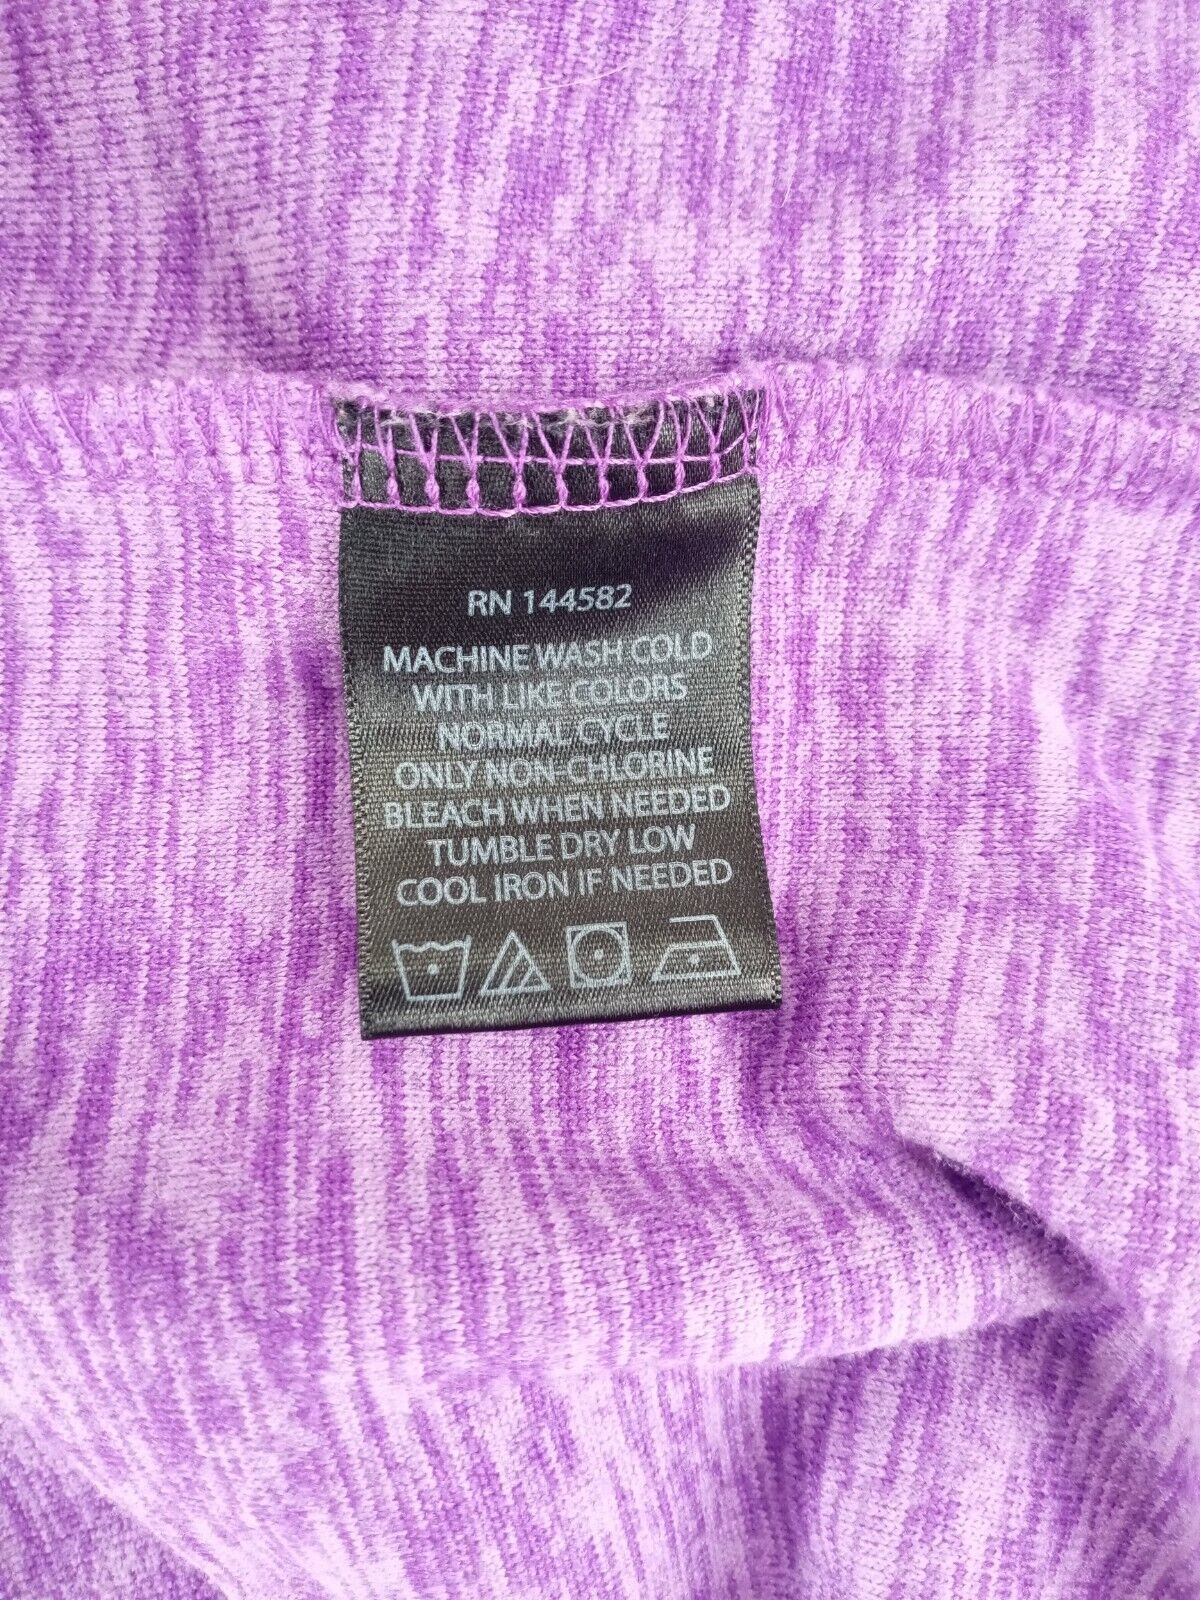 RN 144582
MACHINE WASH COLD
WITH LIKE COLORS
NORMAL CYCLE
ONLY NON-CHLORINE
BLEACH WHEN NEEDED
TUMBLE DRY LOW
COOL IRON IF NEEDED